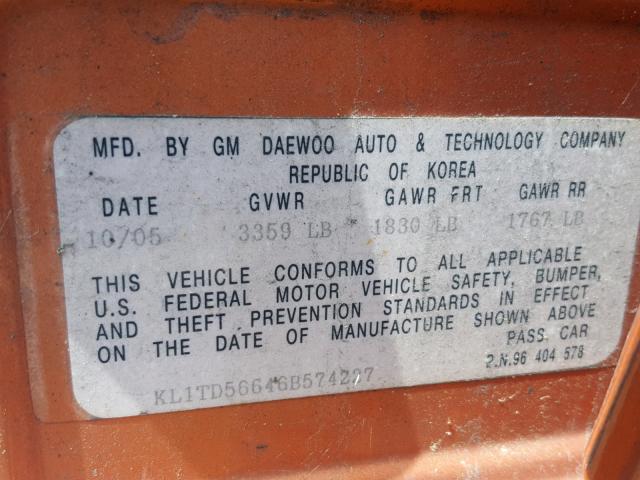 MFD. BY GM DAEWOO AUTO & TECHNOLOGY COMPANY
REPUBLIC OF KOREA
DATE GVWR GAWR FRT GAWR RR
10/05 3359 LB 1830 LB 1767 LB
THIS VEHICLE CONFORMS TO ALL APPLICABLE
U.S. FEDERAL MOTOR VEHICLE SAFETY, BUMPER,
AND THEFT PREVENTION STANDARDS IN EFFECT
ON THE DATE OF MANUFACTURE SHOWN ABOVE
PASS. CAR
P.N.96 404 578
KL1TD56646B574227